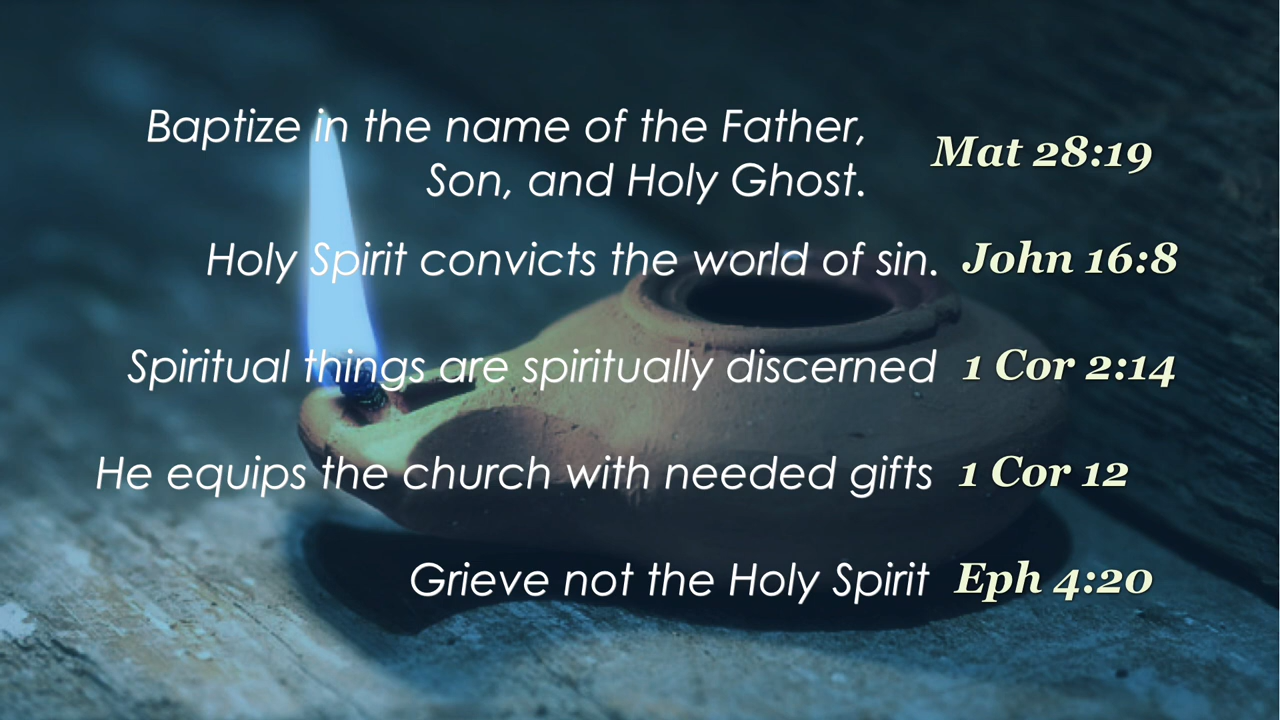 Baptize in the name of the Father,
Son, and Holy Ghost.
Mat 28:19
Holy Spirit convicts the world of sin. John 16:8
Spiritual things are spiritually discerned 1 Cor 2:14
He equips the church with needed gifts 1 Cor 12
Grieve not the Holy Spirit Eph 4:20